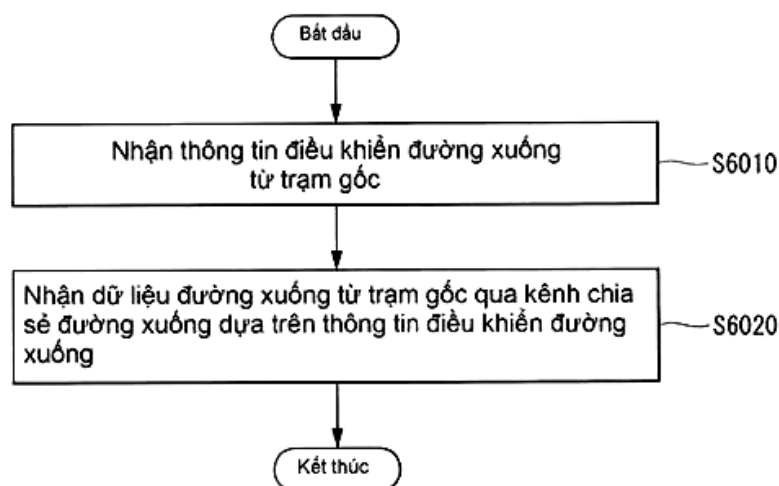 Bắt đầu
Nhận thông tin điều khiển đường xuống
từ trạm gốc
S6010
Nhận dữ liệu đường xuống từ trạm gốc qua kênh chia
sẻ đường xuống dựa trên thông tin điều khiển đường
xuống
S6020
Kết thúc